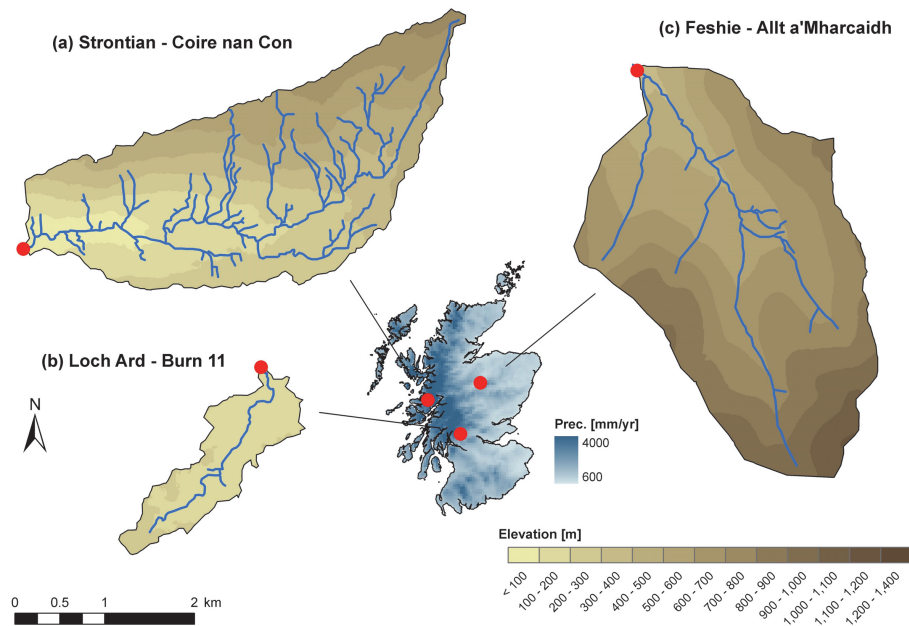 (a) Strontian - Coire nan Con
(c) Feshie - Allt a'Mharcaidh
(b) Loch Ard - Burn 11
N
Prec. [mm/yr]
4000
600
Elevation [m]
< 100
100 - 200
200 - 300
300 - 400
400 - 500
500 - 600
600 - 700
700 - 800
800 - 900
900 - 1,000
1,000 - 1,100
1,100 - 1,200
1,200 - 1,400
0 0.5 1 2 km